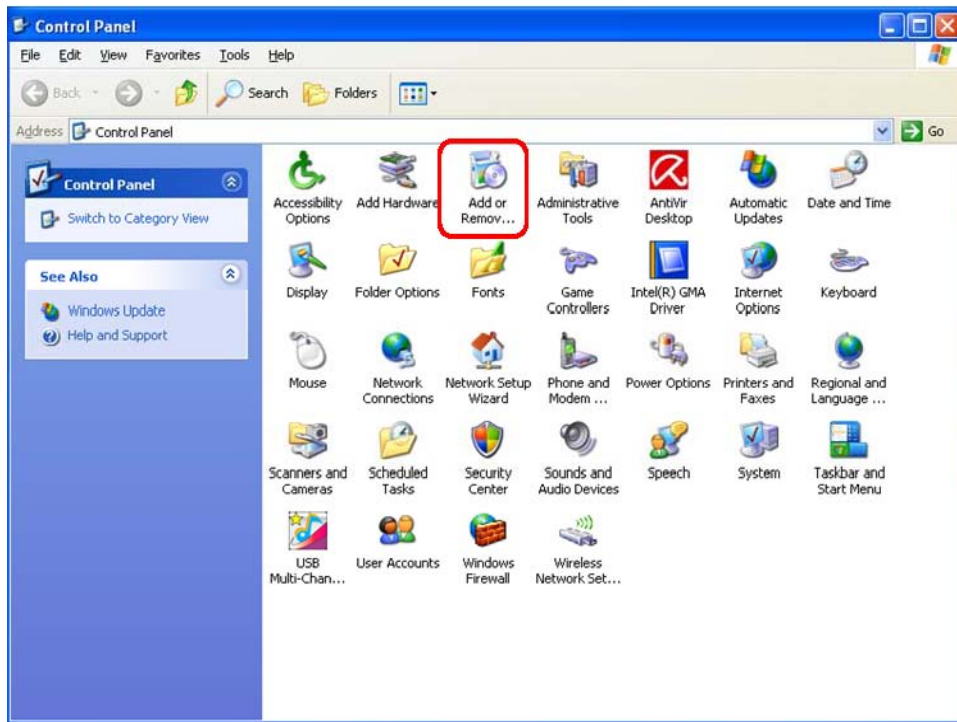 Control Panel
File Edit View Favorites Tools Help
Back Search Folders
Address Control Panel Go
Control Panel
Switch to Category View
See Also
Windows Update
Help and Support
Accessibility Options
Add Hardware
Add or Remov...
Administrative Tools
AntiVir Desktop
Automatic Updates
Date and Time
Display
Folder Options
Fonts
Game Controllers
Intel(R) GMA Driver
Internet Options
Keyboard
Mouse
Network Connections
Network Setup Wizard
Phone and Modem ...
Power Options
Printers and Faxes
Regional and Language ...
Scanners and Cameras
Scheduled Tasks
Security Center
Sounds and Audio Devices
Speech
System
Taskbar and Start Menu
USB Multi-Chan...
User Accounts
Windows Firewall
Wireless Network Set...